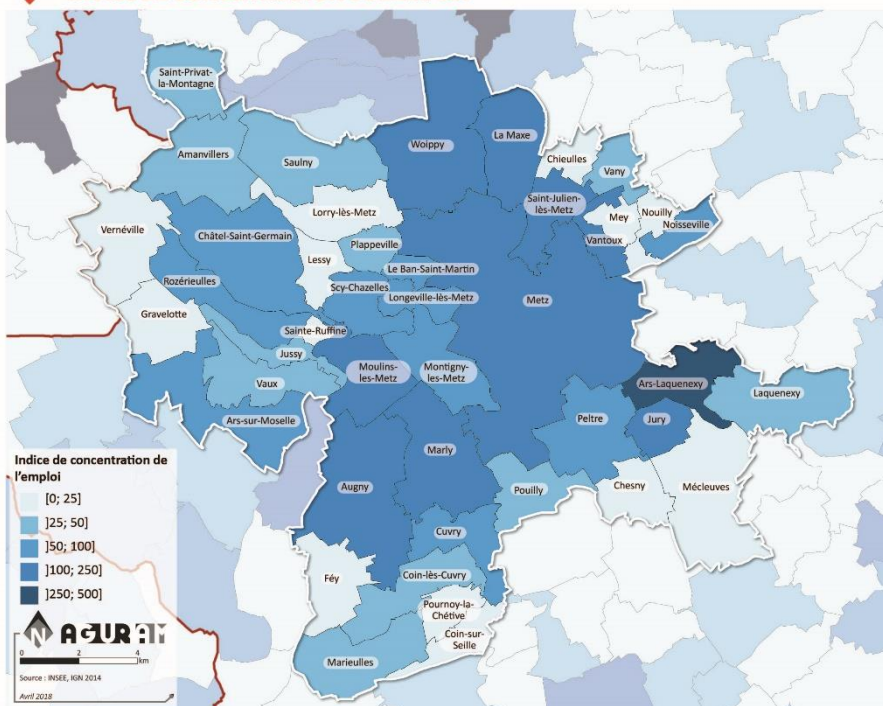 Saint-Privat-
la-Montagne
Amanvillers
Saulny
Woippy
La Maxe
Chieulles
Vany
Saint-Julien-
lès-Metz
Mey
Nouilly
Noisseville
Vantoux
Lorry-lès-Metz
Vernéville
Châtel-Saint-Germain
Plappeville
Lessy
Le Ban-Saint-Martin
Scy-Chazelles
Longeville-lès-Metz
Metz
Rozérieulles
Gravelotte
Sainte-Ruffine
Jussy
Vaux
Moulins-
les-Metz
Montigny-
les-Metz
Ars-Laquenexy
Laquenexy
Ars-sur-Moselle
Peltre
Jury
Marly
Augny
Pouilly
Chesny
Mécleuves
Cuvry
Féy
Coin-lès-Cuvry
Pournoy-la-
Chétive
Coin-sur-
Seille
Marieulles
Indice de concentration de
l'emploi
[0; 25]
]25; 50]
]50; 100]
]100; 250]
]250; 500]
N AGURAM
0 2 4
km
Source : INSEE, IGN 2014
Avril 2018